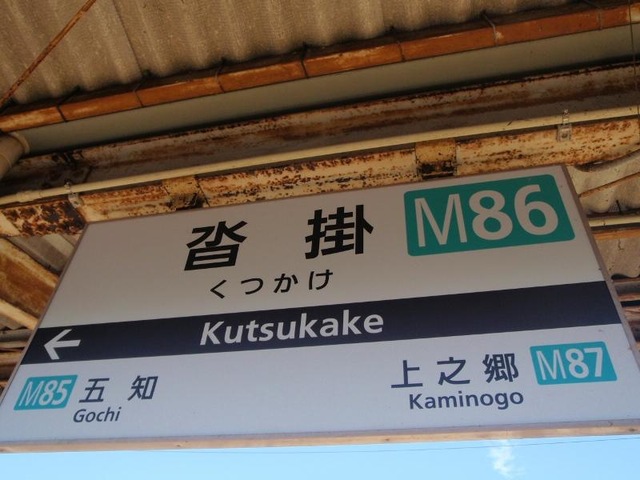 沓掛 M86
くつかけ
← Kutsukake
M85 五知 上之郷 M87
Gochi Kaminogo